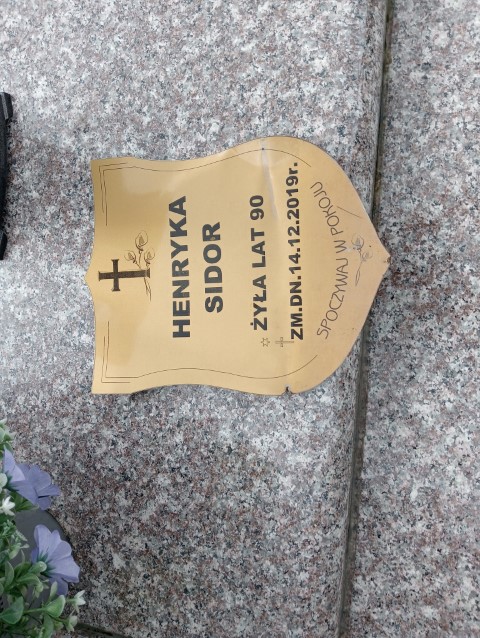 HENRYKA
SIDOR
ŻYŁA LAT 90
ZM.DN.14.12.2019r.
SPOCZYWAJ W POKOJU